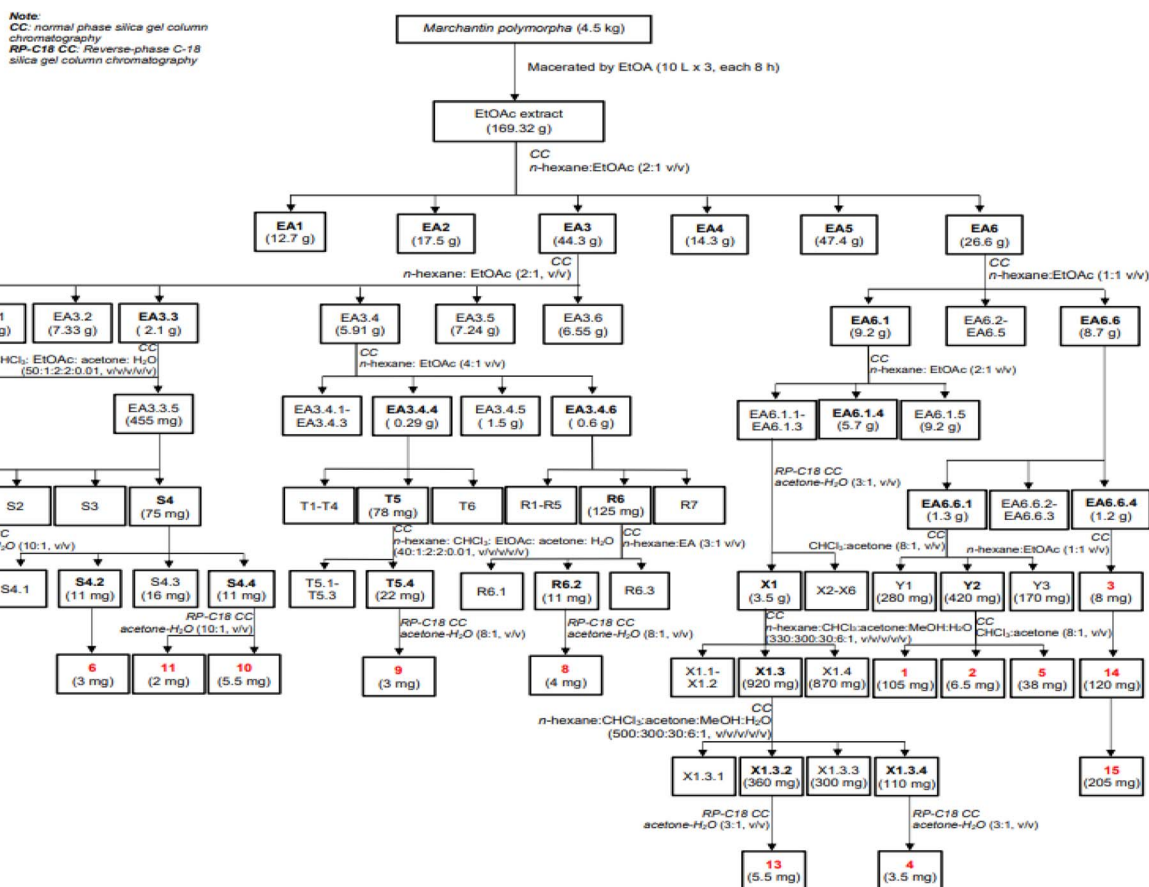 Note:
CC: normal phase silica gel column
chromatography
RP-C18 CC: Reverse-phase C-18
silica gel column chromatography
Marchantin polymorpha (4.5 kg)
Macerated by EtOA (10 L x 3, each 8 h)
EtOAc extract
(169.32 g)
CC
n-hexane:EtOAc (2:1 v/v)
EA1
(12.7 g)
EA2
(17.5 g)
EA3
(44.3 g)
EA4
(14.3 g)
EA5
(47.4 g)
EA6
(26.6 g)
CC
n-hexane: EtOAc (2:1, v/v)
CC
n-hexane:EtOAc (1:1 v/v)
1
g)
EA3.2
(7.33 g)
EA3.3
( 2.1 g)
EA3.4
(5.91 g)
EA3.5
(7.24 g)
EA3.6
(6.55 g)
EA6.1
(9.2 g)
EA6.2-
EA6.5
EA6.6
(8.7 g)
CC
HCl₃: EtOAc: acetone: H₂O
(50:1:2:2:0.01, v/v/v/v/v)
CC
n-hexane: EtOAc (4:1 v/v)
CC
n-hexane: EtOAc (2:1 v/v)
EA3.3.5
(455 mg)
EA3.4.1-
EA3.4.3
EA3.4.4
( 0.29 g)
EA3.4.5
( 1.5 g)
EA3.4.6
( 0.6 g)
EA6.1.1-
EA6.1.3
EA6.1.4
(5.7 g)
EA6.1.5
(9.2 g)
RP-C18 CC
acetone-H₂O (3:1, v/v)
S2
S3
S4
(75 mg)
T1-T4
T5
(78 mg)
T6
R1-R5
R6
(125 mg)
R7
EA6.6.1
(1.3 g)
EA6.6.2-
EA6.6.3
EA6.6.4
(1.2 g)
CC
₂O (10:1, v/v)
CC
n-hexane: CHCl₃: EtOAc: acetone: H₂O
(40:1:2:2:0.01, v/v/v/v/v)
CC
n-hexane:EA (3:1 v/v)
CC
CHCl₃:acetone (8:1, v/v)
CC
n-hexane:EtOAc (1:1 v/v)
S4.1
S4.2
(11 mg)
S4.3
(16 mg)
S4.4
(11 mg)
T5.1-
T5.3
T5.4
(22 mg)
R6.1
R6.2
(11 mg)
R6.3
X1
(3.5 g)
X2-X6
Y1
(280 mg)
Y2
(420 mg)
Y3
(170 mg)
3
(8 mg)
RP-C18 CC
acetone-H₂O (10:1, v/v)
RP-C18 CC
acetone-H₂O (8:1, v/v)
RP-C18 CC
acetone-H₂O (8:1, v/v)
CC
n-hexane:CHCl₃:acetone:MeOH:H₂O
(330:300:30:6:1, v/v/v/v/v)
CC
CHCl₃:acetone (8:1, v/v)
6
(3 mg)
11
(2 mg)
10
(5.5 mg)
9
(3 mg)
8
(4 mg)
X1.1-
X1.2
X1.3
(920 mg)
X1.4
(870 mg)
1
(105 mg)
2
(6.5 mg)
5
(38 mg)
14
(120 mg)
CC
n-hexane:CHCl₃:acetone:MeOH:H₂O
(500:300:30:6:1, v/v/v/v/v)
X1.3.1
X1.3.2
(360 mg)
X1.3.3
(300 mg)
X1.3.4
(110 mg)
15
(205 mg)
RP-C18 CC
acetone-H₂O (3:1, v/v)
RP-C18 CC
acetone-H₂O (3:1, v/v)
13
(5.5 mg)
4
(3.5 mg)